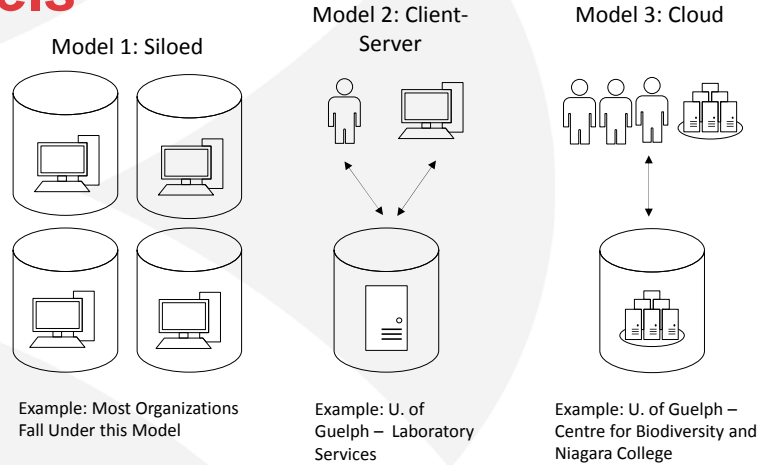 Model 1: Siloed
Model 2: Client-
Server
Model 3: Cloud
Example: Most Organizations
Fall Under this Model
Example: U. of
Guelph – Laboratory
Services
Example: U. of Guelph –
Centre for Biodiversity and
Niagara College